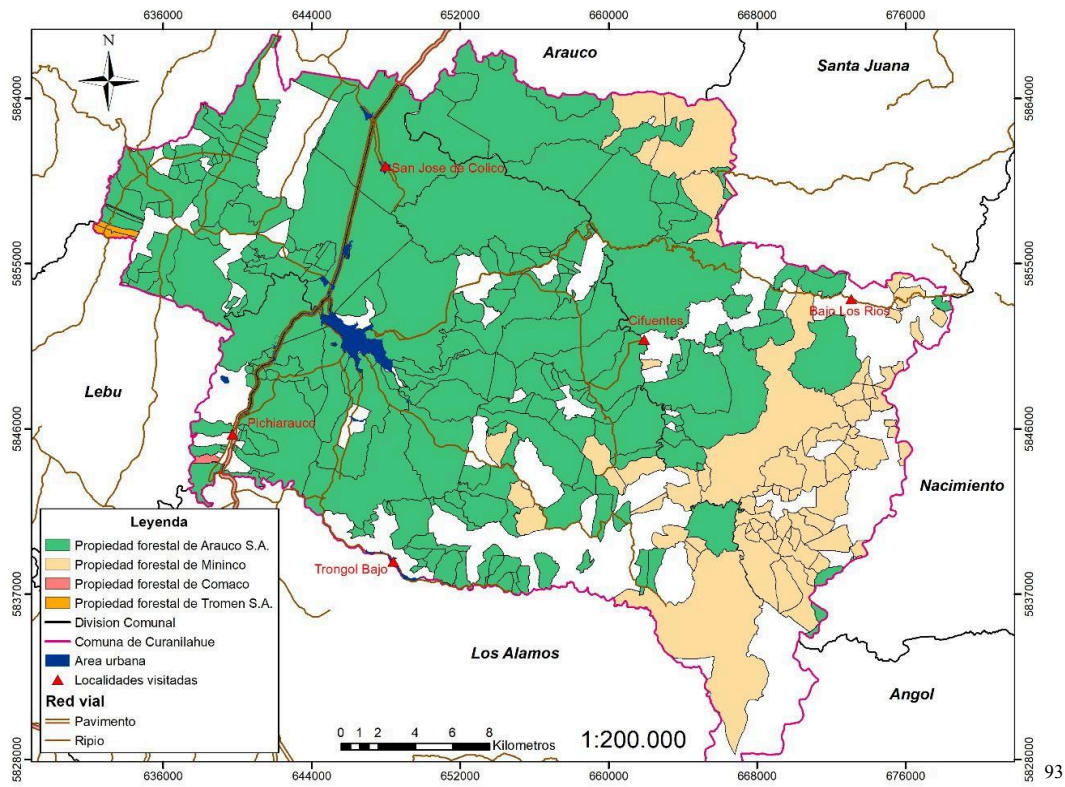 636000 644000 652000 660000 668000 676000
N
Arauco
Santa Juana
5864000 5864000
San Jose de Colico
5855000 5855000
Bajo Los Rios
Cifuentes
Lebu
Pichiarauco
5846000 5846000
Nacimiento
Leyenda
Propiedad forestal de Arauco S.A.
Propiedad forestal de Mininco
Propiedad forestal de Comaco
Propiedad forestal de Tromen S.A.
Division Comunal
Comuna de Curanilahue
Area urbana
Localidades visitadas
Red vial
Pavimento
Ripio
Trongol Bajo
5837000 5837000
Los Alamos
Angol
0 1 2 4 6 8
Kilometros
1:200.000
5828000 5828000
93
636000 644000 652000 660000 668000 676000